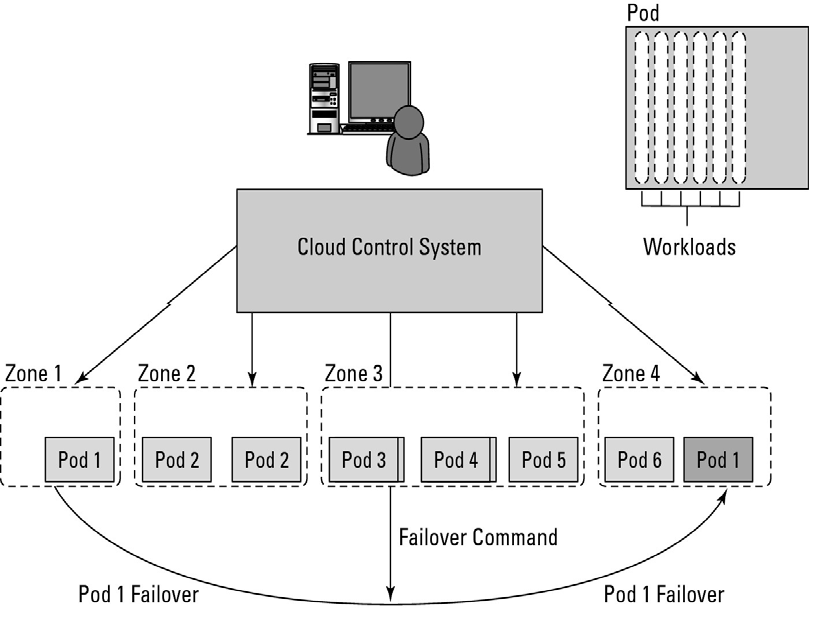 Pod
Workloads
Cloud Control System
Zone 1
Zone 2
Zone 3
Zone 4
Pod 1
Pod 2
Pod 2
Pod 3
Pod 4
Pod 5
Pod 6
Pod 1
Failover Command
Pod 1 Failover
Pod 1 Failover